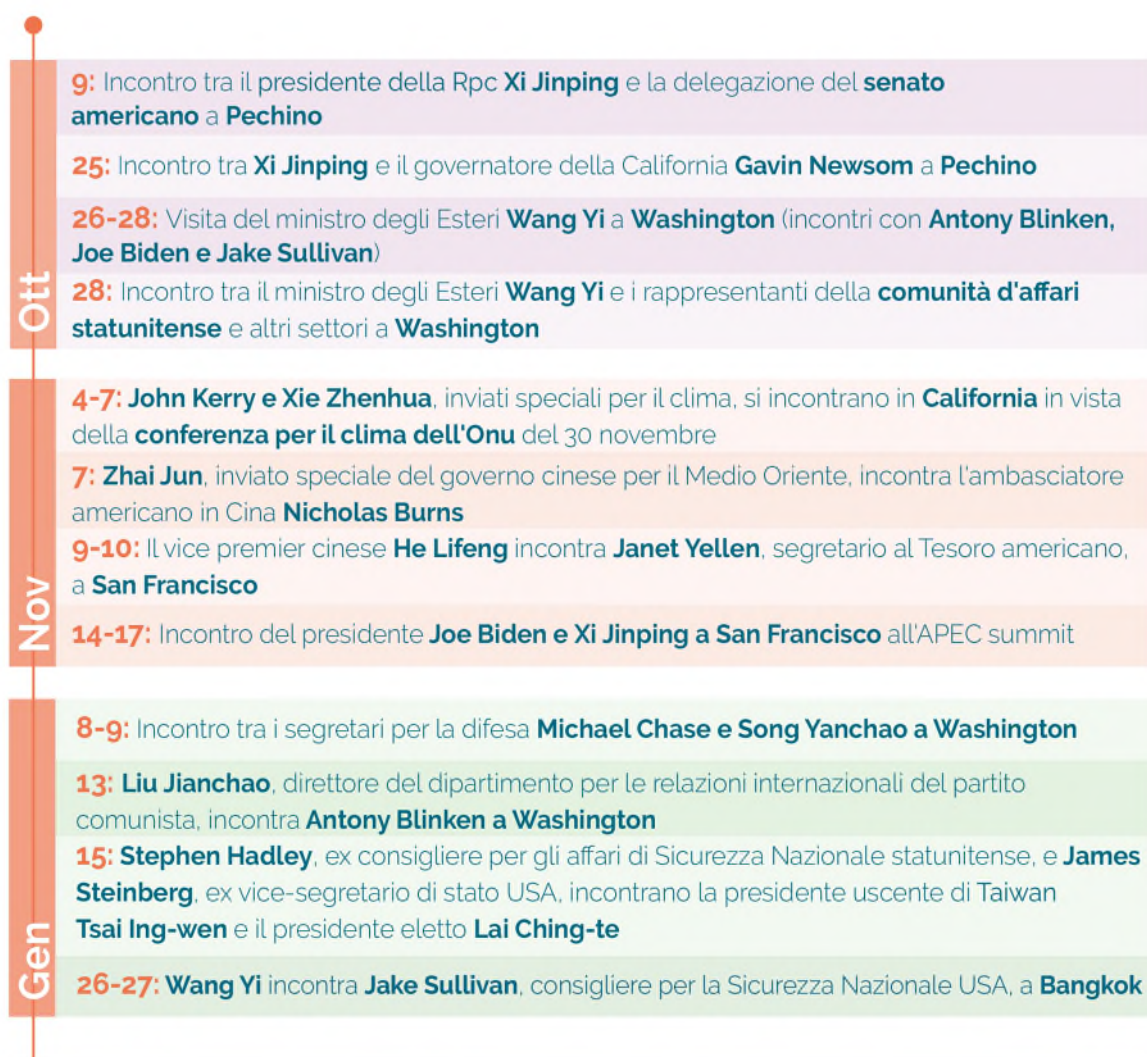 Ott
9: Incontro tra il presidente della Rpc Xi Jinping e la delegazione del senato
americano a Pechino
25: Incontro tra Xi Jinping e il governatore della California Gavin Newsom a Pechino
26-28: Visita del ministro degli Esteri Wang Yi a Washington (incontri con Antony Blinken,
Joe Biden e Jake Sullivan)
28: Incontro tra il ministro degli Esteri Wang Yi e i rappresentanti della comunità d'affari
statunitense e altri settori a Washington
Nov
4-7: John Kerry e Xie Zhenhua, inviati speciali per il clima, si incontrano in California in vista
della conferenza per il clima dell'Onu del 30 novembre
7: Zhai Jun, inviato speciale del governo cinese per il Medio Oriente, incontra l'ambasciatore
americano in Cina Nicholas Burns
9-10: Il vice premier cinese He Lifeng incontra Janet Yellen, segretario al Tesoro americano,
a San Francisco
14-17: Incontro del presidente Joe Biden e Xi Jinping a San Francisco all'APEC summit
Gen
8-9: Incontro tra i segretari per la difesa Michael Chase e Song Yanchao a Washington
13: Liu Jianchao, direttore del dipartimento per le relazioni internazionali del partito
comunista, incontra Antony Blinken a Washington
15: Stephen Hadley, ex consigliere per gli affari di Sicurezza Nazionale statunitense, e James
Steinberg, ex vice-segretario di stato USA, incontrano la presidente uscente di Taiwan
Tsai Ing-wen e il presidente eletto Lai Ching-te
26-27: Wang Yi incontra Jake Sullivan, consigliere per la Sicurezza Nazionale USA, a Bangkok